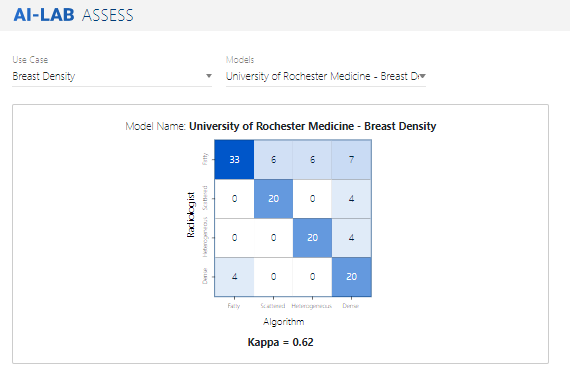 AI-LAB ASSESS
Use Case
Breast Density
Models
University of Rochester Medicine - Breast D
Model Name: University of Rochester Medicine - Breast Density
Radiologist
Fatty 33 6 6 7
Scattered 0 20 0 4
Heterogeneous 0 0 20 4
Dense 4 0 0 20
Fatty Scattered Heterogeneous Dense
Algorithm
Kappa = 0.62